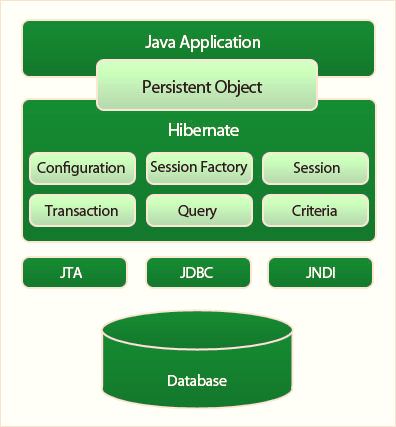 Java Application
Persistent Object
Hibernate
Configuration Session Factory Session
Transaction Query Criteria
JTA JDBC JNDI
Database